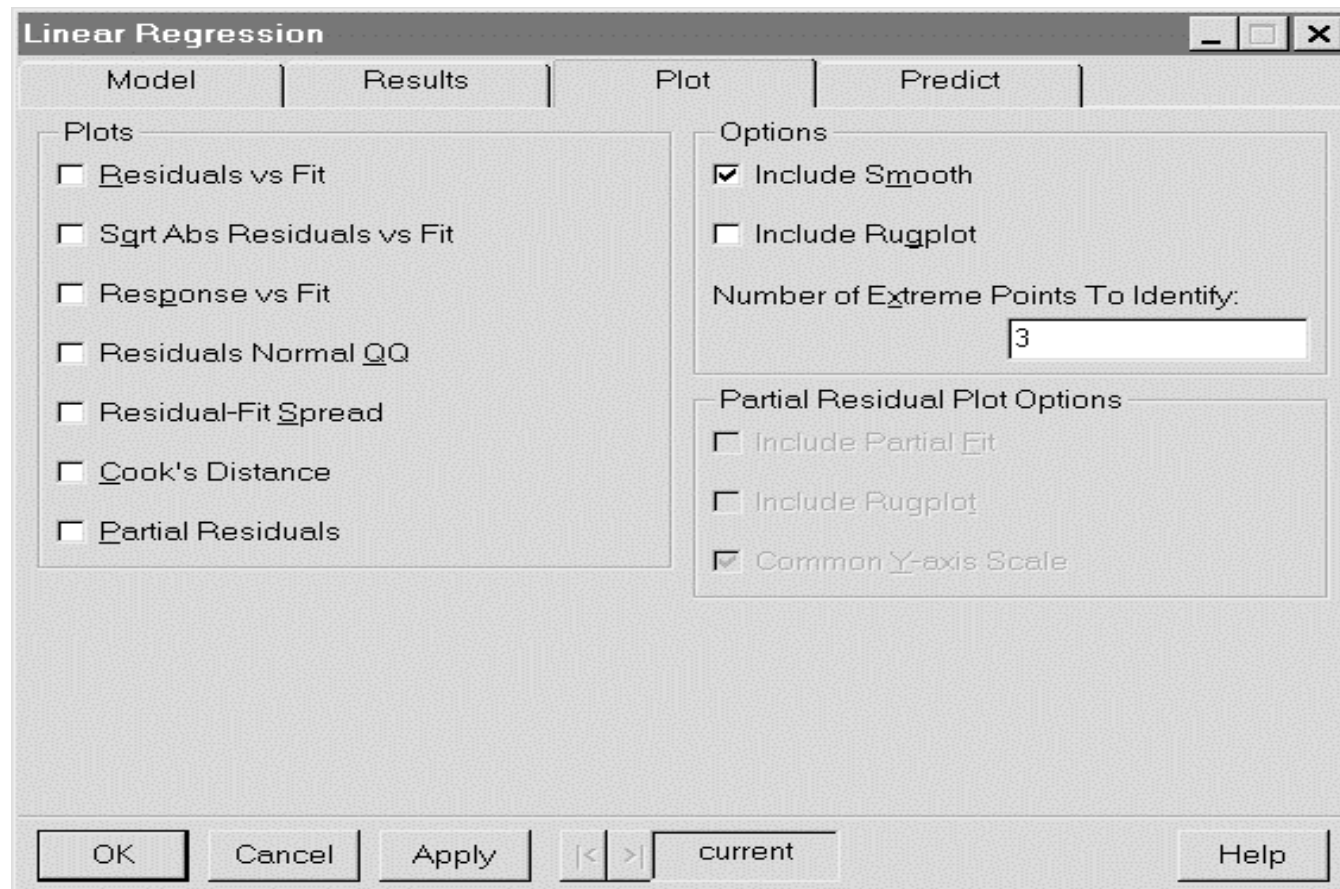 Linear Regression
Model Results Plot Predict
Plots
Residuals vs Fit
Sqrt Abs Residuals vs Fit
Response vs Fit
Residuals Normal QQ
Residual-Fit Spread
Cook's Distance
Partial Residuals
Options
Include Smooth
Include Rugplot
Number of Extreme Points To Identify:
3
Partial Residual Plot Options
Include Partial Fit
Include Rugplot
Common Y-axis Scale
OK Cancel Apply |< >| current Help